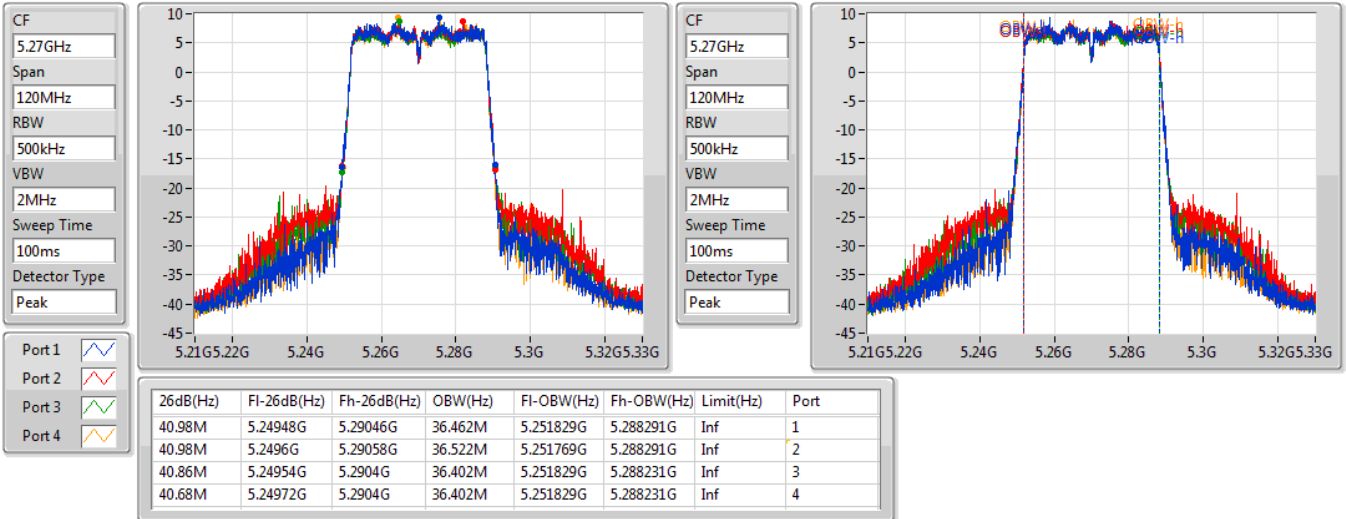 CF
5.27GHz
Span
120MHz
RBW
500kHz
VBW
2MHz
Sweep Time
100ms
Detector Type
Peak
10
5
0
-5
-10
-15
-20
-25
-30
-35
-40
-45
5.21G 5.22G 5.24G 5.26G 5.28G 5.3G 5.32G 5.33G
CF
5.27GHz
Span
120MHz
RBW
500kHz
VBW
2MHz
Sweep Time
100ms
Detector Type
Peak
10
5
0
-5
-10
-15
-20
-25
-30
-35
-40
-45
5.21G 5.22G 5.24G 5.26G 5.28G 5.3G 5.32G 5.33G
Port 1
Port 2
Port 3
Port 4
26dB(Hz) Fl-26dB(Hz) Fh-26dB(Hz) OBW(Hz) Fl-OBW(Hz) Fh-OBW(Hz) Limit(Hz) Port
40.98M 5.24948G 5.29046G 36.462M 5.251829G 5.288291G Inf 1
40.98M 5.2496G 5.29058G 36.522M 5.251769G 5.288291G Inf 2
40.86M 5.24954G 5.2904G 36.402M 5.251829G 5.288231G Inf 3
40.68M 5.24972G 5.2904G 36.402M 5.251829G 5.288231G Inf 4